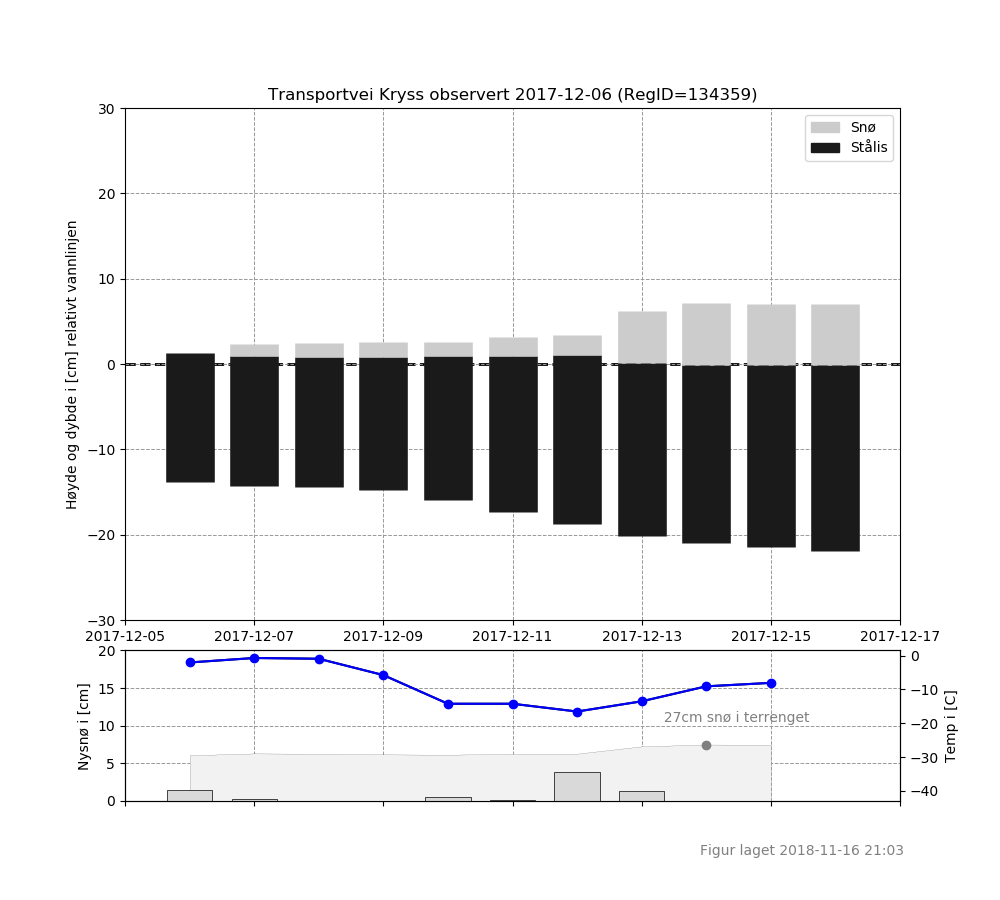 Transportvei Kryss observert 2017-12-06 (RegID=134359)
Snø
Stålis
Høyde og dybde i [cm] relativt vannlinjen
30
20
10
0
−10
−20
−30
2017-12-05 2017-12-07 2017-12-09 2017-12-11 2017-12-13 2017-12-15 2017-12-17
Nysnø i [cm]
20
15
10
5
0
27cm snø i terrenget
0
−10
−20
−30
−40
Temp i [C]
Figur laget 2018-11-16 21:03